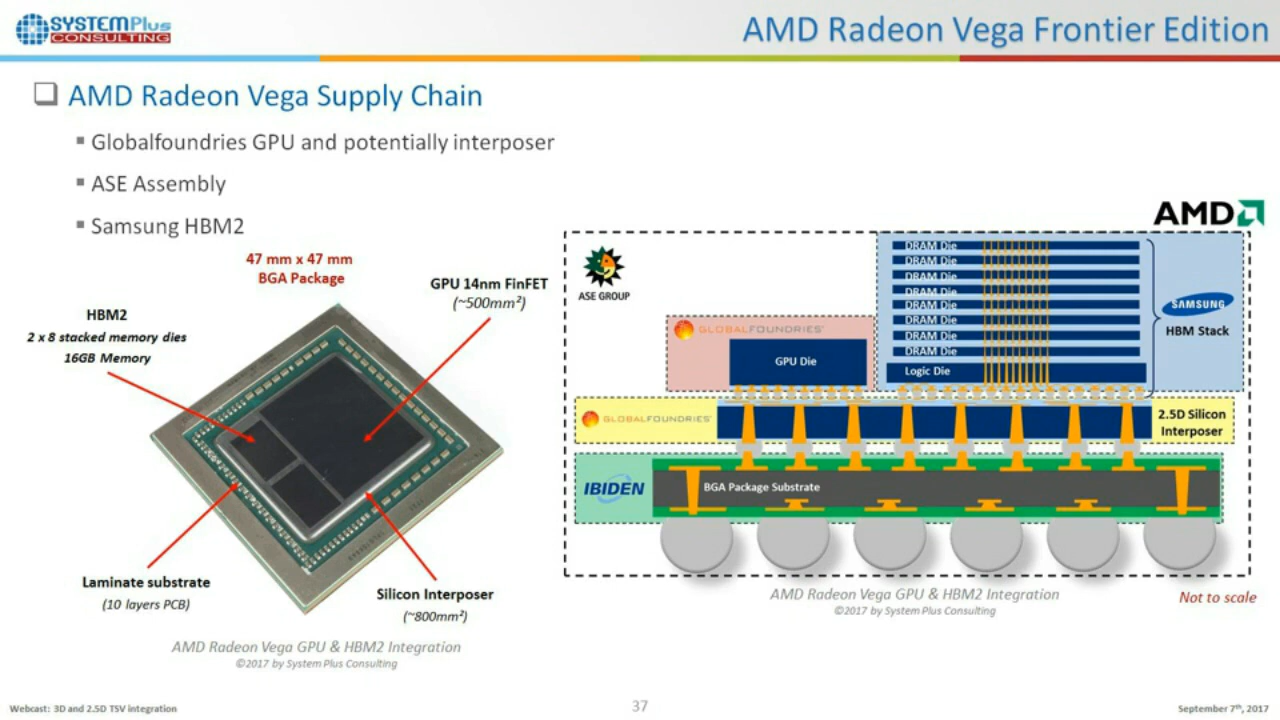 SYSTEMPlus
CONSULTING
AMD Radeon Vega Frontier Edition
AMD Radeon Vega Supply Chain
Globalfoundries GPU and potentially interposer
ASE Assembly
Samsung HBM2
47 mm x 47 mm
BGA Package
GPU 14nm FinFET
(~500mm²)
HBM2
2 x 8 stacked memory dies
16GB Memory
Laminate substrate
(10 layers PCB)
Silicon Interposer
(~800mm²)
AMD Radeon Vega GPU & HBM2 Integration
©2017 by System Plus Consulting
AMD
ASE GROUP
DRAM Die
DRAM Die
DRAM Die
DRAM Die
DRAM Die
DRAM Die
DRAM Die
DRAM Die
Logic Die
SAMSUNG
HBM Stack
GLOBALFOUNDRIES
GPU Die
GLOBALFOUNDRIES
2.5D Silicon
Interposer
IBIDEN
BGA Package Substrate
AMD Radeon Vega GPU & HBM2 Integration
©2017 by System Plus Consulting
Not to scale
Webcast: 3D and 2.5D TSV integration
37
September 7th, 2017